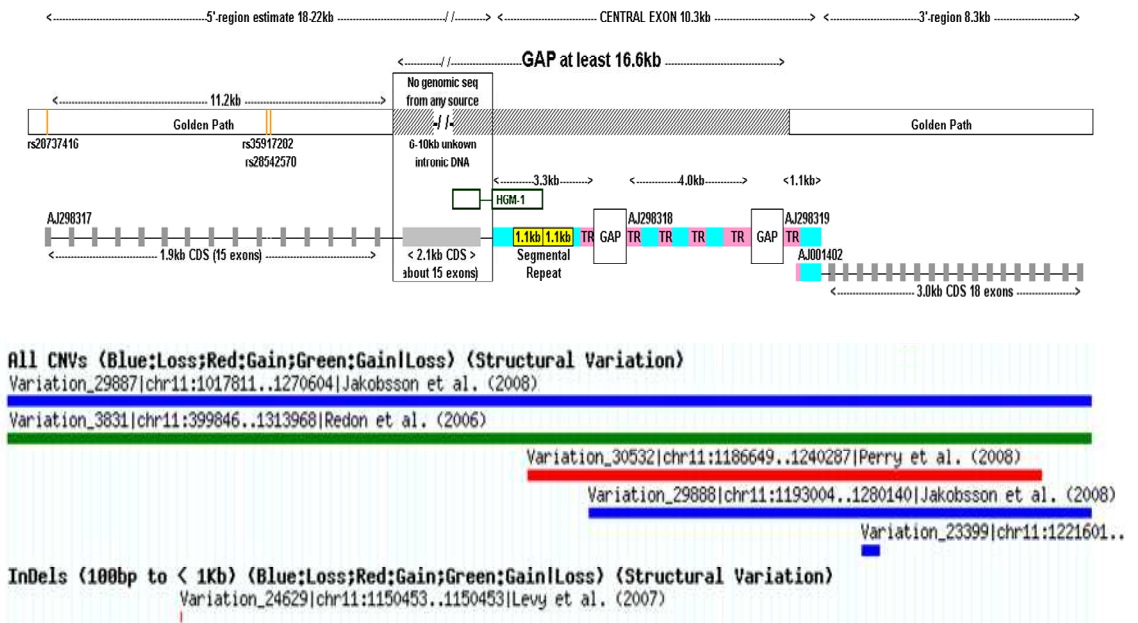 <----------------------5'-region estimate 18-22kb ----------------------/ /-------> <----------------------CENTRAL EXON 10.3kb ----------------------> <----------------------3'-region 8.3kb ---------------------->
<--------/ /----------------GAP at least 16.6kb ---------------------->
No genomic seq
from any source
<-------------------------------- 11.2kb -------------------------------->
Golden Path -/ /- Golden Path
rs20737416 rs35917202
rs28542570
6-10kb unkown
intronic DNA
<--------3.3kb--------> <----------4.0kb--------> <-1.1kb->
HGM-1
AJ298317 AJ298318 AJ298319
1.1kb 1.1kb TR GAP TR TR TR TR GAP TR
<---------------------- 1.9kb CDS (15 exons) ---------------------->
< 2.1kb CDS >
about 15 exons)
Segmental
Repeat
AJ001402
<---------------- 3.0kb CDS 18 exons ---------------->
All CNVs (Blue:Loss;Red:Gain;Green:Gain|Loss) (Structural Variation)
Variation_29887|chr11:1017811..1270604|Jakobsson et al. (2008)
Variation_3831|chr11:399846..1313968|Redon et al. (2006)
Variation_30532|chr11:1186649..1240287|Perry et al. (2008)
Variation_29888|chr11:1193004..1280140|Jakobsson et al. (2008)
Variation_23399|chr11:1221601..
InDels (100bp to < 1Kb) (Blue:Loss;Red:Gain;Green:Gain|Loss) (Structural Variation)
Variation_24629|chr11:1150453..1150453|Levy et al. (2007)